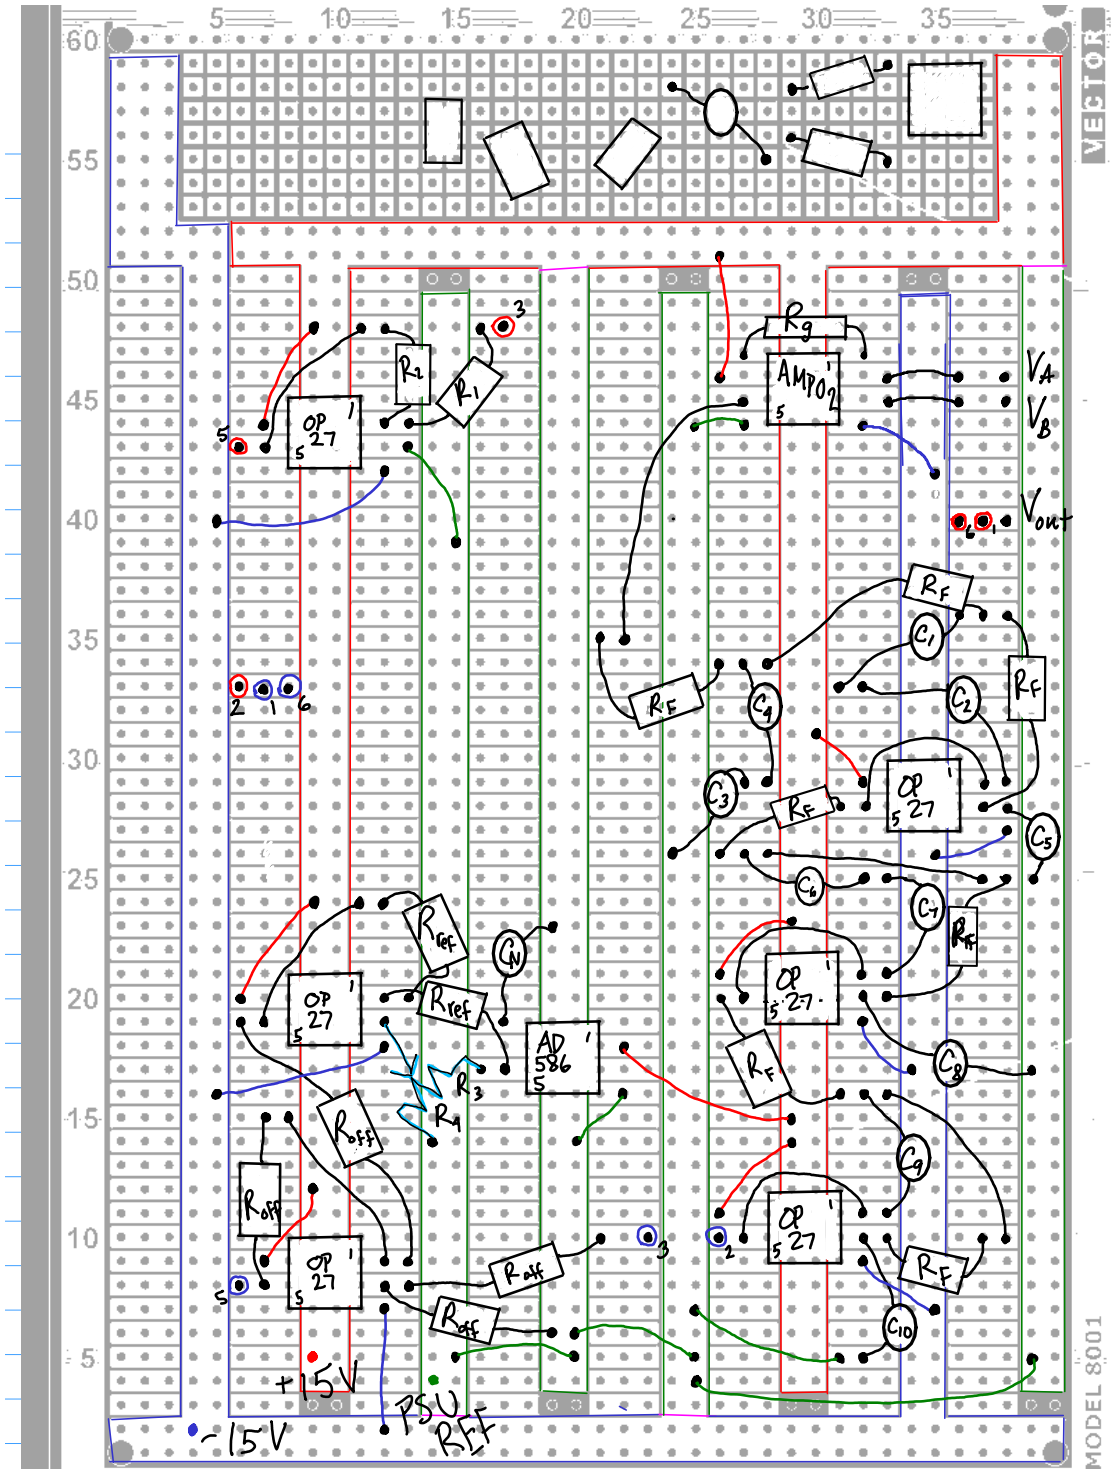 5 10 15 20 25 30 35
60
VECTOR
55
50
3
Rg
R2
R1
AMP02
1
5
VA
45
VB
5
OP
27
1
5
40
6 1
Vout
RF
35
C1
RF
2 1 6
RF
C4
C2
30
C3
RF
OP
27
1
5
C5
25
C6
C7
Rref
CN
RF
OP
27
1
5
20
Rref
OP
27
1
5
AD
586
1
5
RF
C8
R3
R4
15
Roff
C9
Roff
OP
27
1
5
10
3
2
OP
27
1
5
Roff
RF
5
Roff
C10
5
+15V
PSU
REF
-15V
MODEL 8001